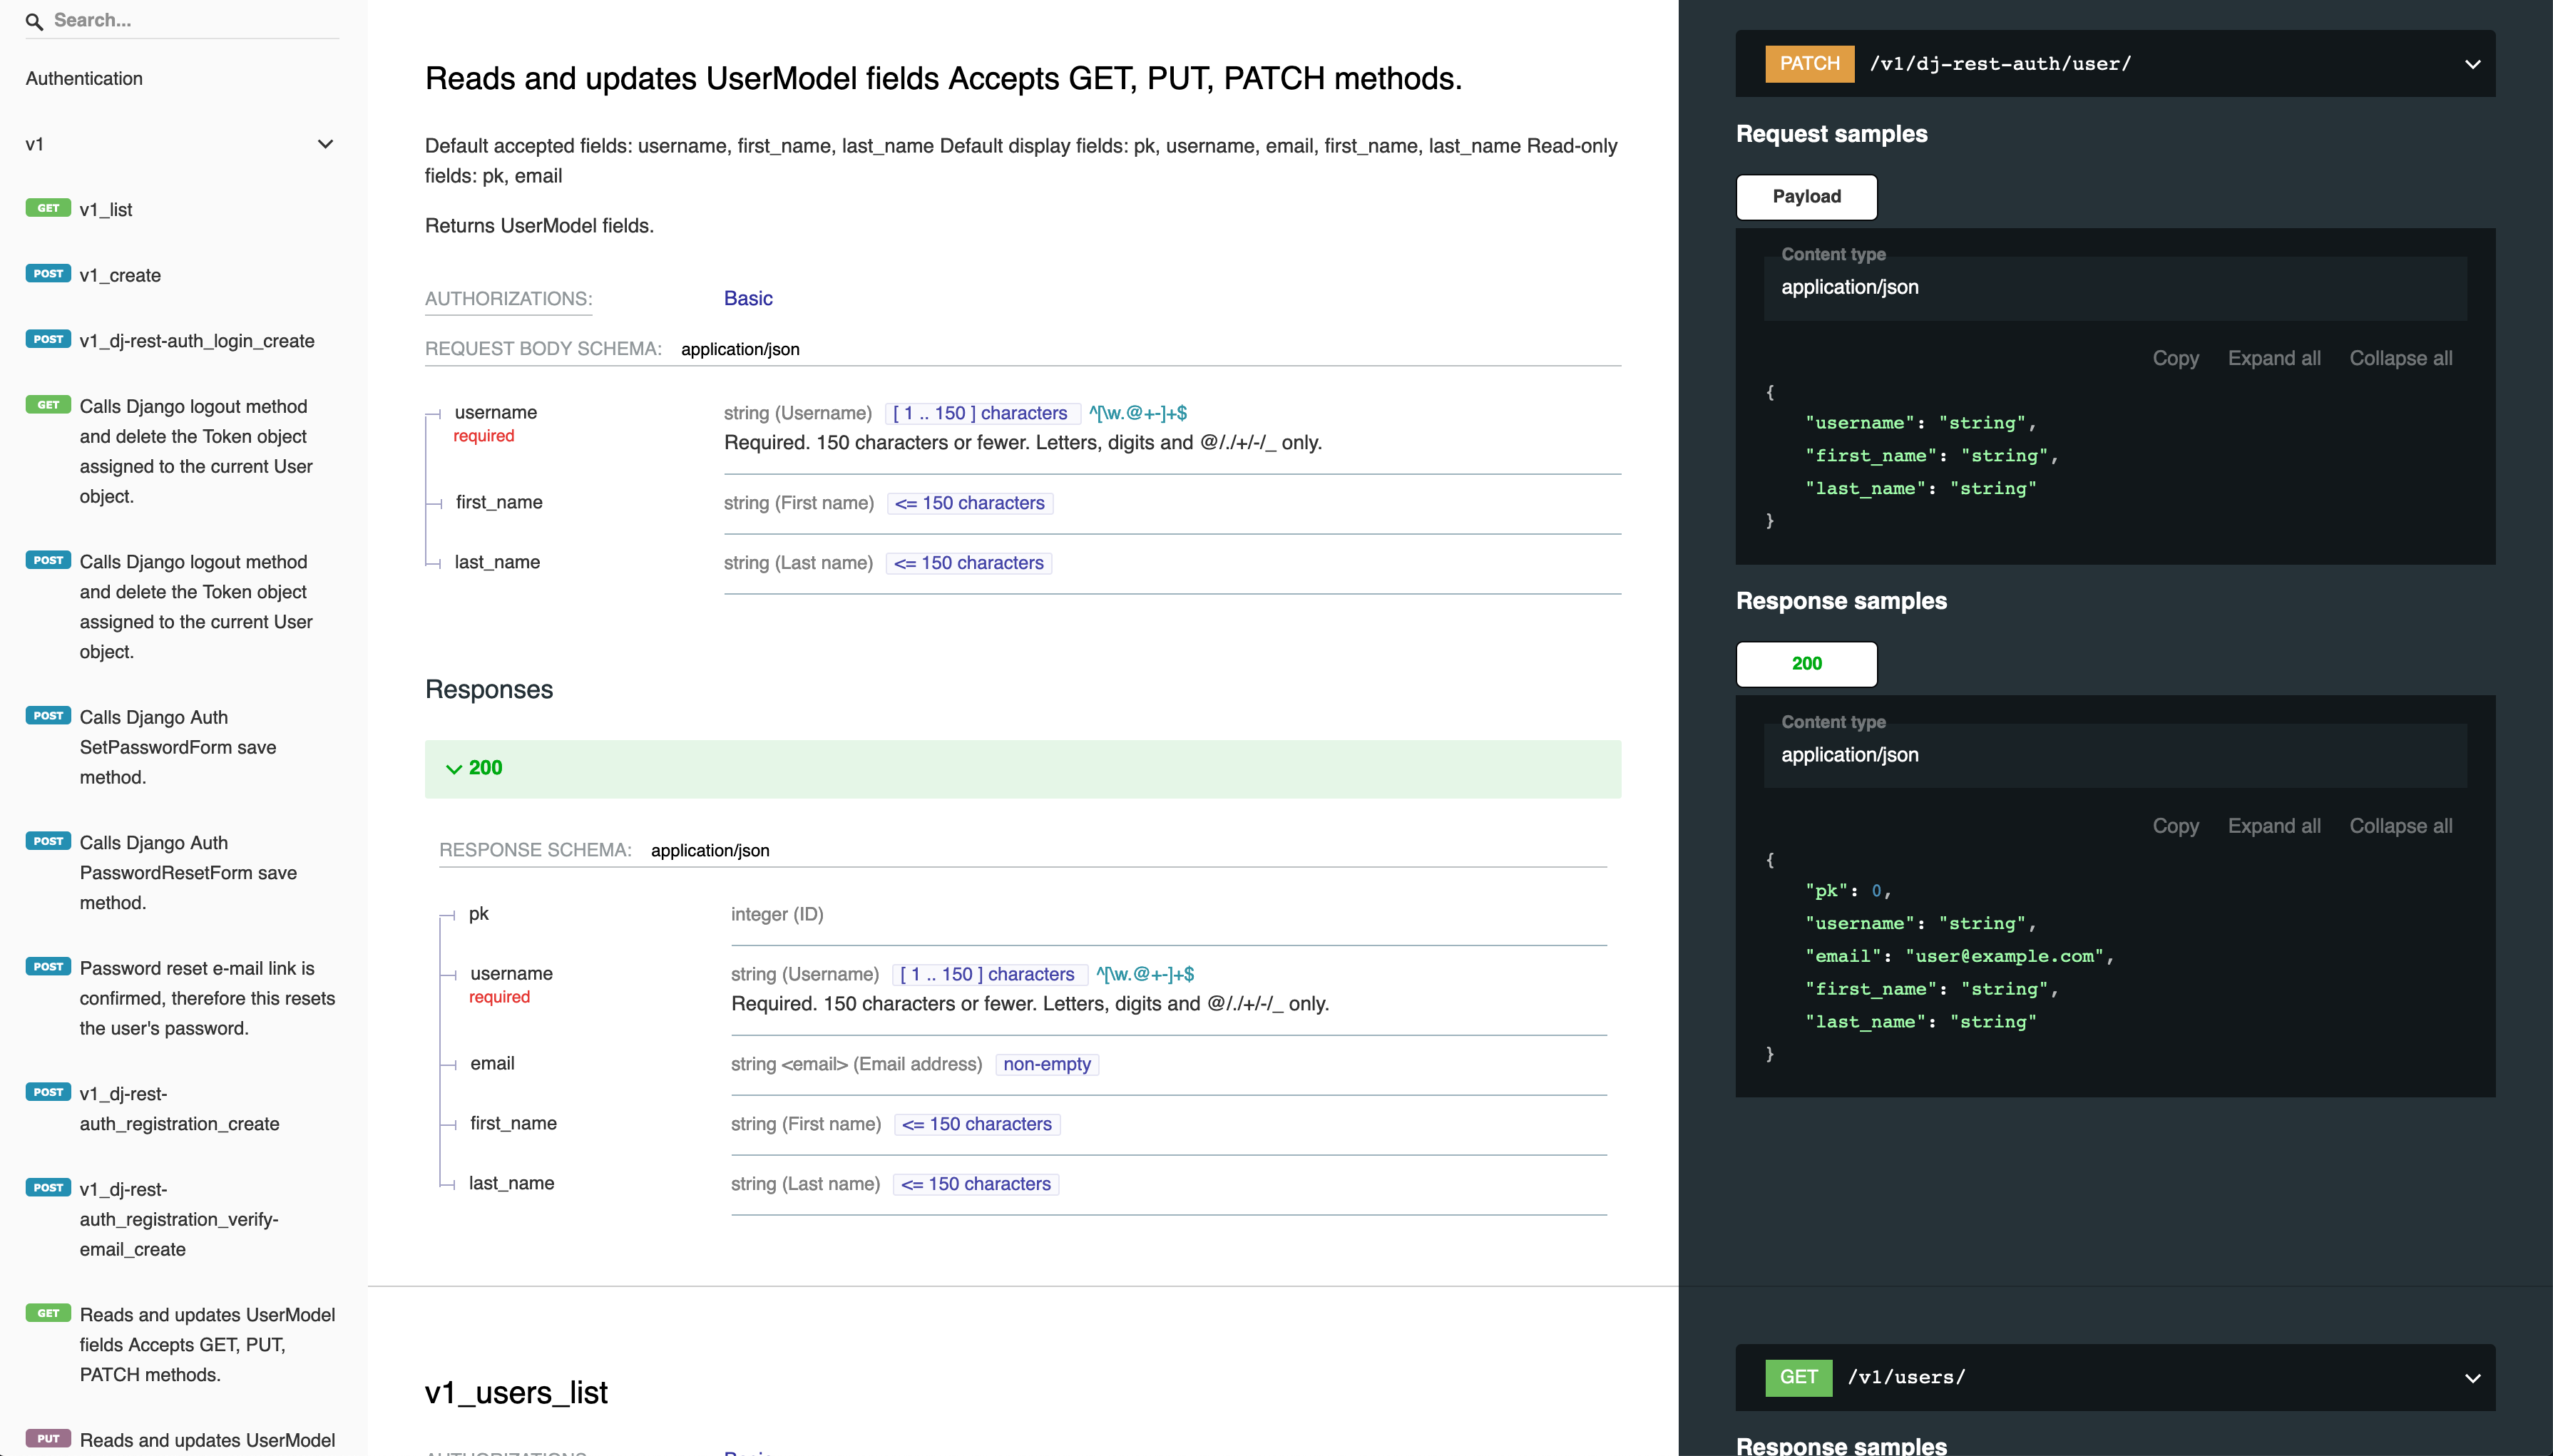 Search...
Authentication
v1
GET v1_list
POST v1_create
POST v1_dj-rest-auth_login_create
GET Calls Django logout method
and delete the Token object
assigned to the current User
object.
POST Calls Django logout method
and delete the Token object
assigned to the current User
object.
POST Calls Django Auth
SetPasswordForm save
method.
POST Calls Django Auth
PasswordResetForm save
method.
POST Password reset e-mail link is
confirmed, therefore this resets
the user's password.
POST v1_dj-rest-
auth_registration_create
POST v1_dj-rest-
auth_registration_verify-
email_create
GET Reads and updates UserModel
fields Accepts GET, PUT,
PATCH methods.
PUT Reads and updates UserModel
Reads and updates UserModel fields Accepts GET, PUT, PATCH methods.
Default accepted fields: username, first_name, last_name Default display fields: pk, username, email, first_name, last_name Read-only
fields: pk, email
Returns UserModel fields.
AUTHORIZATIONS: Basic
REQUEST BODY SCHEMA: application/json
username string (Username) [ 1 .. 150 ] characters ^[\w.@+-]+$
required
Required. 150 characters or fewer. Letters, digits and @/./+/-/_ only.
first_name string (First name) <= 150 characters
last_name string (Last name) <= 150 characters
Responses
200
RESPONSE SCHEMA: application/json
pk integer (ID)
username string (Username) [ 1 .. 150 ] characters ^[\w.@+-]+$
required
Required. 150 characters or fewer. Letters, digits and @/./+/-/_ only.
email string <email> (Email address) non-empty
first_name string (First name) <= 150 characters
last_name string (Last name) <= 150 characters
v1_users_list
AUTHORIZATIONS: Basic
PATCH /v1/dj-rest-auth/user/
Request samples
Payload
Content type
application/json
Copy Expand all Collapse all
{
"username": "string",
"first_name": "string",
"last_name": "string"
}
Response samples
200
Content type
application/json
Copy Expand all Collapse all
{
"pk": 0,
"username": "string",
"email": "user@example.com",
"first_name": "string",
"last_name": "string"
}
GET /v1/users/
Response samples